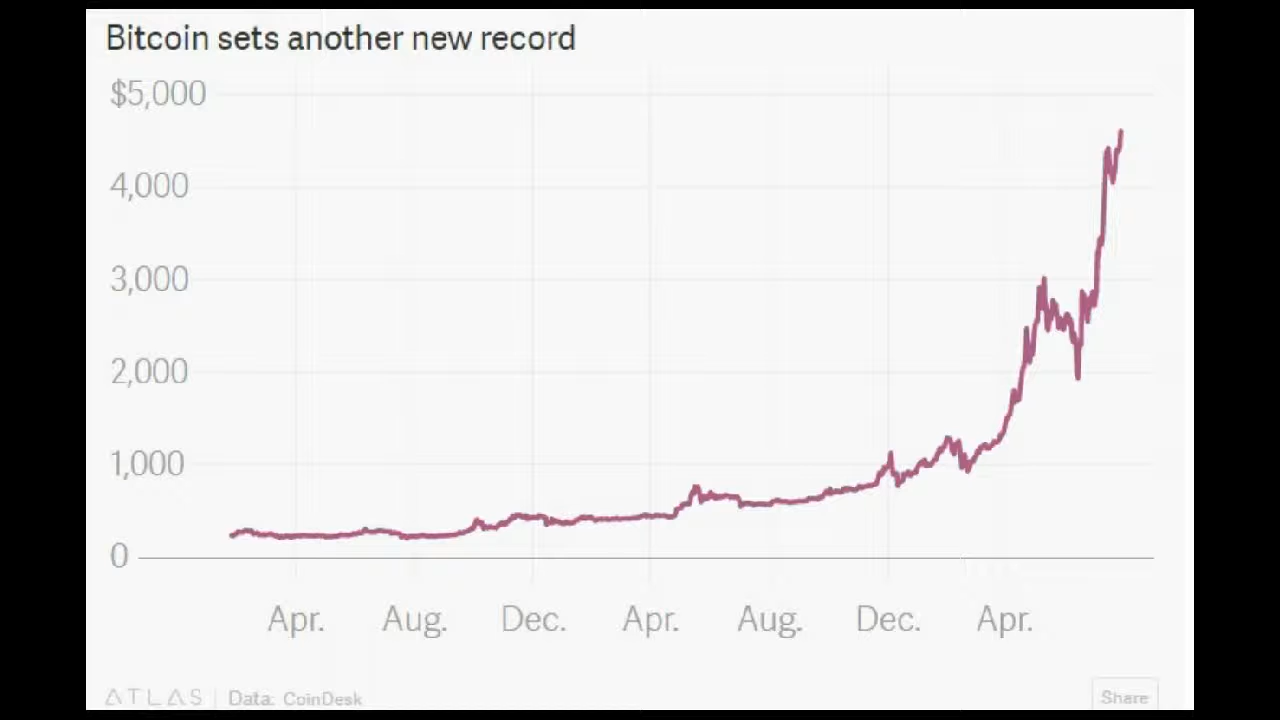 Bitcoin sets another new record
$5,000
4,000
3,000
2,000
1,000
0
Apr. Aug. Dec. Apr. Aug. Dec. Apr.
ATLAS | Data: CoinDesk Share